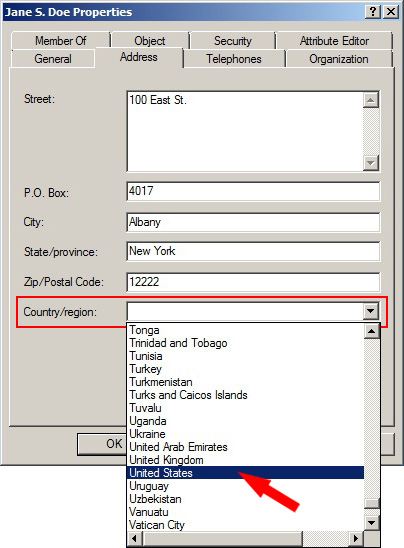 Jane S. Doe Properties
Member Of Object Security Attribute Editor
General Address Telephones Organization
Street: 100 East St.
P.O. Box: 4017
City: Albany
State/province: New York
Zip/Postal Code: 12222
Country/region:
Tonga
Trinidad and Tobago
Tunisia
Turkey
Turkmenistan
Turks and Caicos Islands
Tuvalu
Uganda
Ukraine
United Arab Emirates
United Kingdom
United States
OK
Uruguay
Uzbekistan
Vanuatu
Vatican City